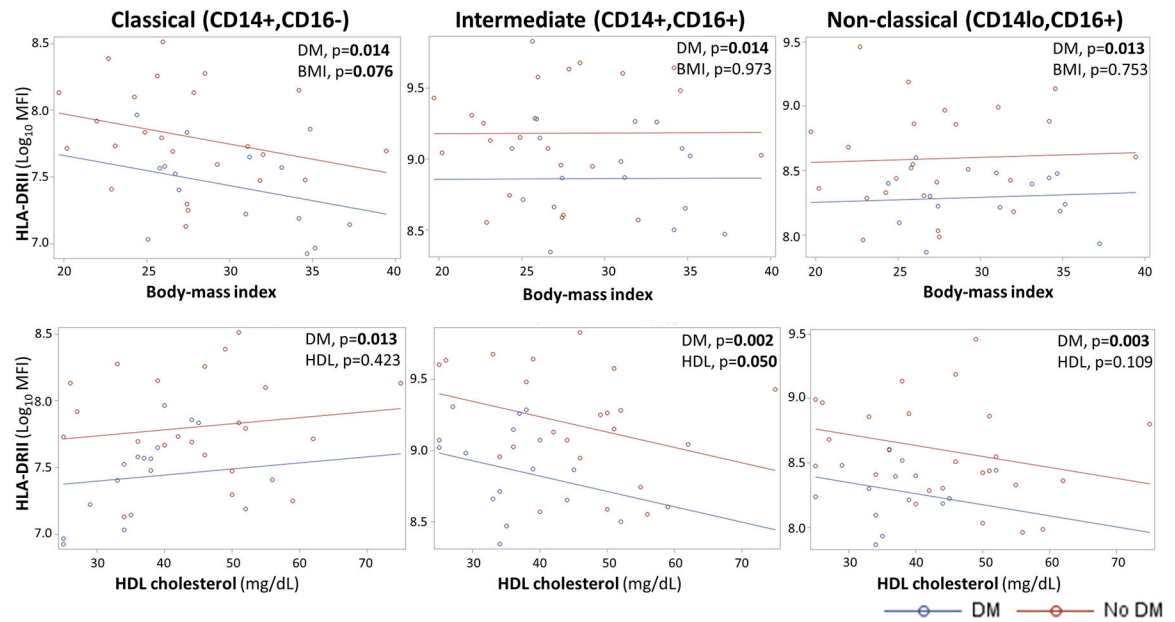 Classical (CD14+,CD16-)
Intermediate (CD14+,CD16+)
Non-classical (CD14lo,CD16+)
HLA-DRII (Log10 MFI)
8.5
8.0
7.5
7.0
20
25
30
35
40
Body-mass index
DM, p=0.014
BMI, p=0.076
9.5
9.0
8.5
20
25
30
35
40
Body-mass index
DM, p=0.014
BMI, p=0.973
9.5
9.0
8.5
8.0
20
25
30
35
40
Body-mass index
DM, p=0.013
BMI, p=0.753
HLA-DRII (Log10 MFI)
8.5
8.0
7.5
7.0
30
40
50
60
70
HDL cholesterol (mg/dL)
DM, p=0.013
HDL, p=0.423
9.5
9.0
8.5
30
40
50
60
70
HDL cholesterol (mg/dL)
DM, p=0.002
HDL, p=0.050
9.5
9.0
8.5
8.0
30
40
50
60
70
HDL cholesterol (mg/dL)
DM, p=0.003
HDL, p=0.109
DM
No DM